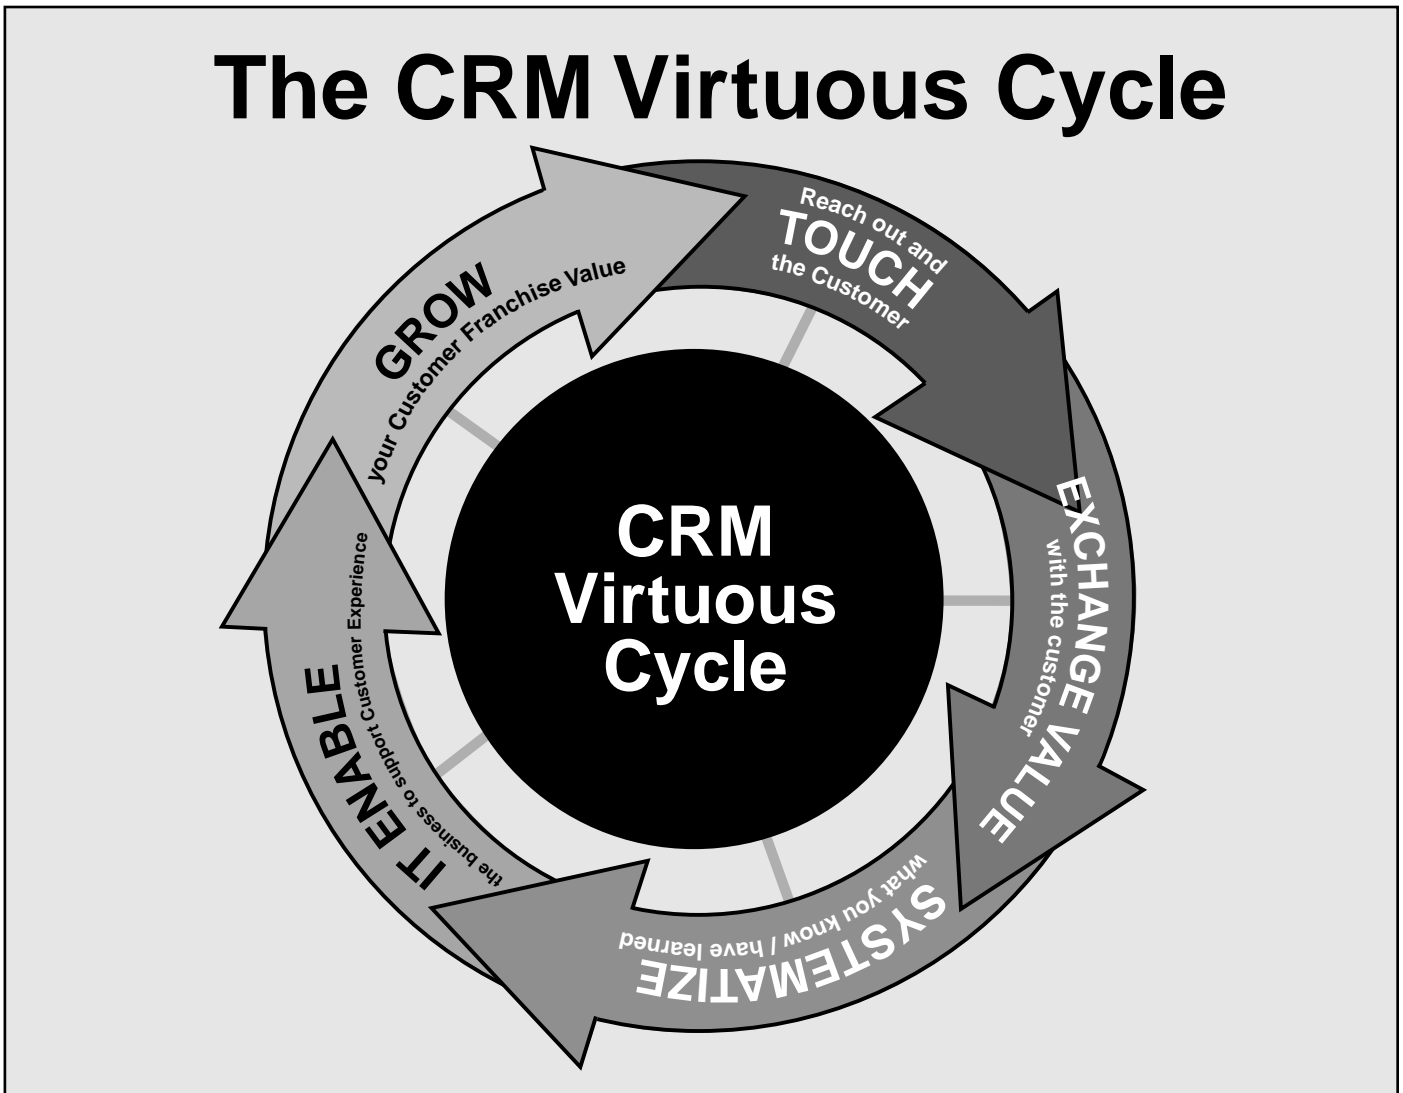 The CRM Virtuous Cycle
Reach out and
TOUCH
the Customer
EXCHANGE VALUE
with the customer
SYSTEMATIZE
what you know / have learned
IT ENABLE
the business to support Customer Experience
GROW
your Customer Franchise Value
CRM
Virtuous
Cycle